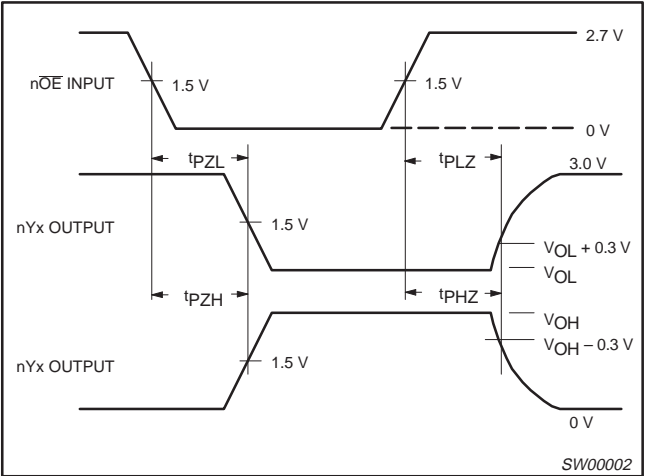 2.7 V
nOE INPUT
1.5 V
1.5 V
0 V
tPZL
tPLZ
3.0 V
nYx OUTPUT
1.5 V
VOL + 0.3 V
VOL
tPZH
tPHZ
VOH
VOH – 0.3 V
nYx OUTPUT
1.5 V
0 V
SW00002